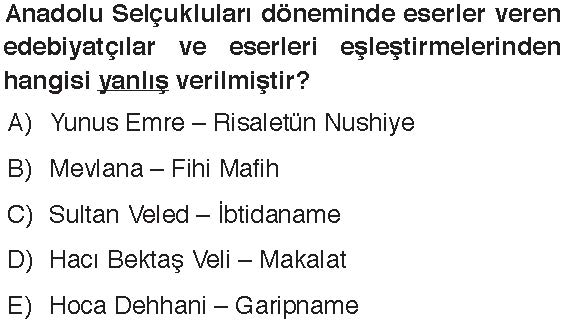 Anadolu Selçukluları döneminde eserler veren
edebiyatçılar ve eserleri eşleştirmelerinden
hangisi yanlış verilmiştir?
A) Yunus Emre – Risaletün Nushiye
B) Mevlana – Fihi Mafih
C) Sultan Veled – İbtidaname
D) Hacı Bektaş Veli – Makalat
E) Hoca Dehhani – Garipname